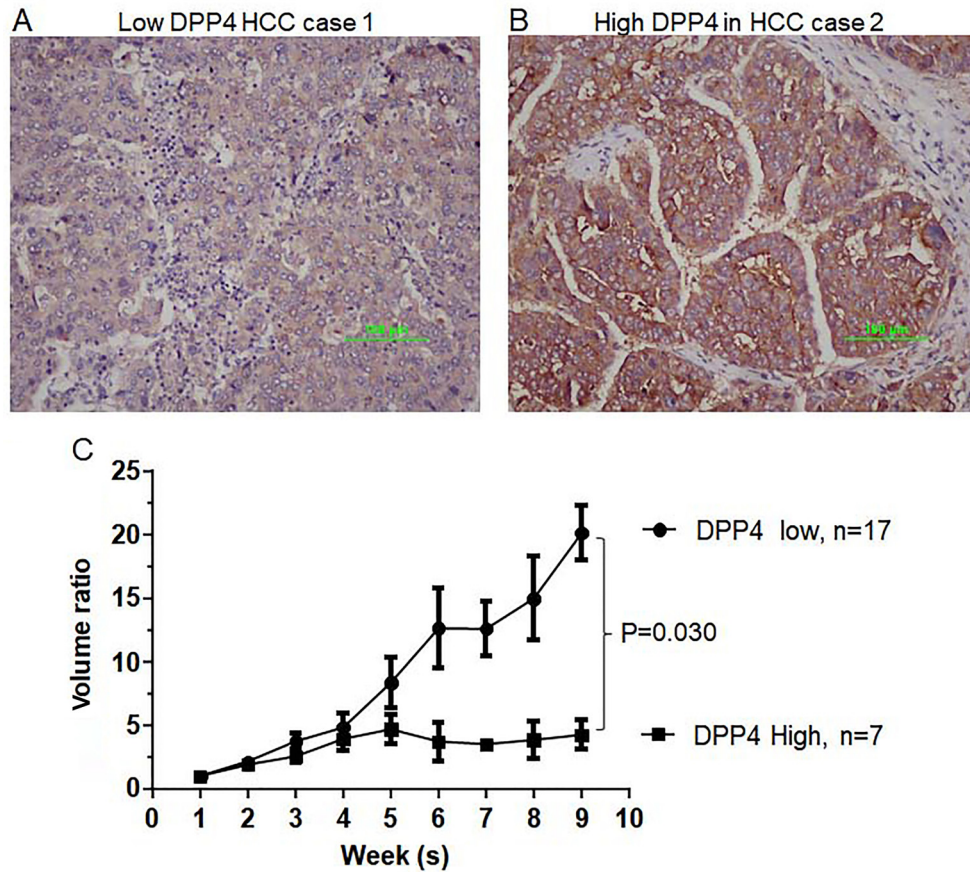 A
Low DPP4 HCC case 1
B
High DPP4 in HCC case 2
100 µm
C
25
20
15
10
5
0
Volume ratio
0 1 2 3 4 5 6 7 8 9 10
Week (s)
DPP4 low, n=17
P=0.030
DPP4 High, n=7